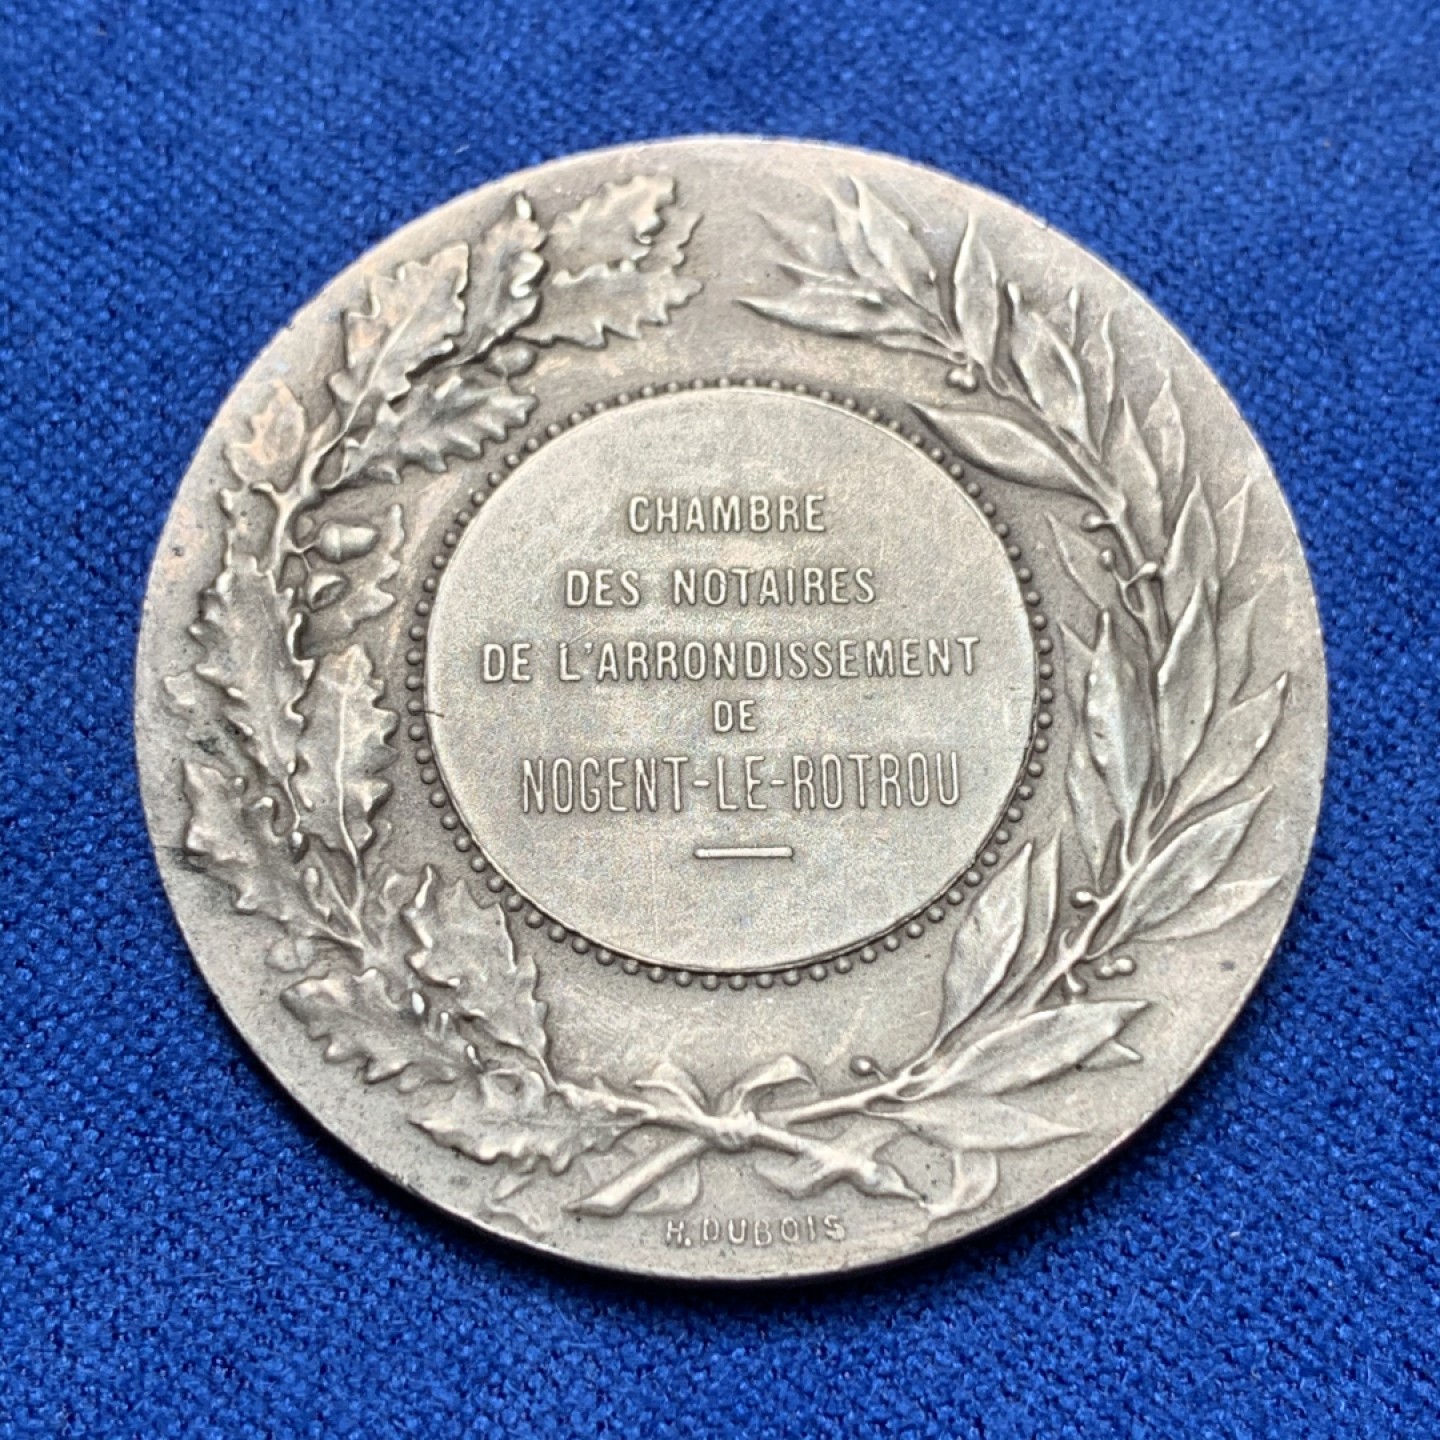 CHAMBRE
DES NOTAIRES
DE L'ARRONDISSEMENT
DE
NOGENT-LE-ROTROU
H. DUBOIS